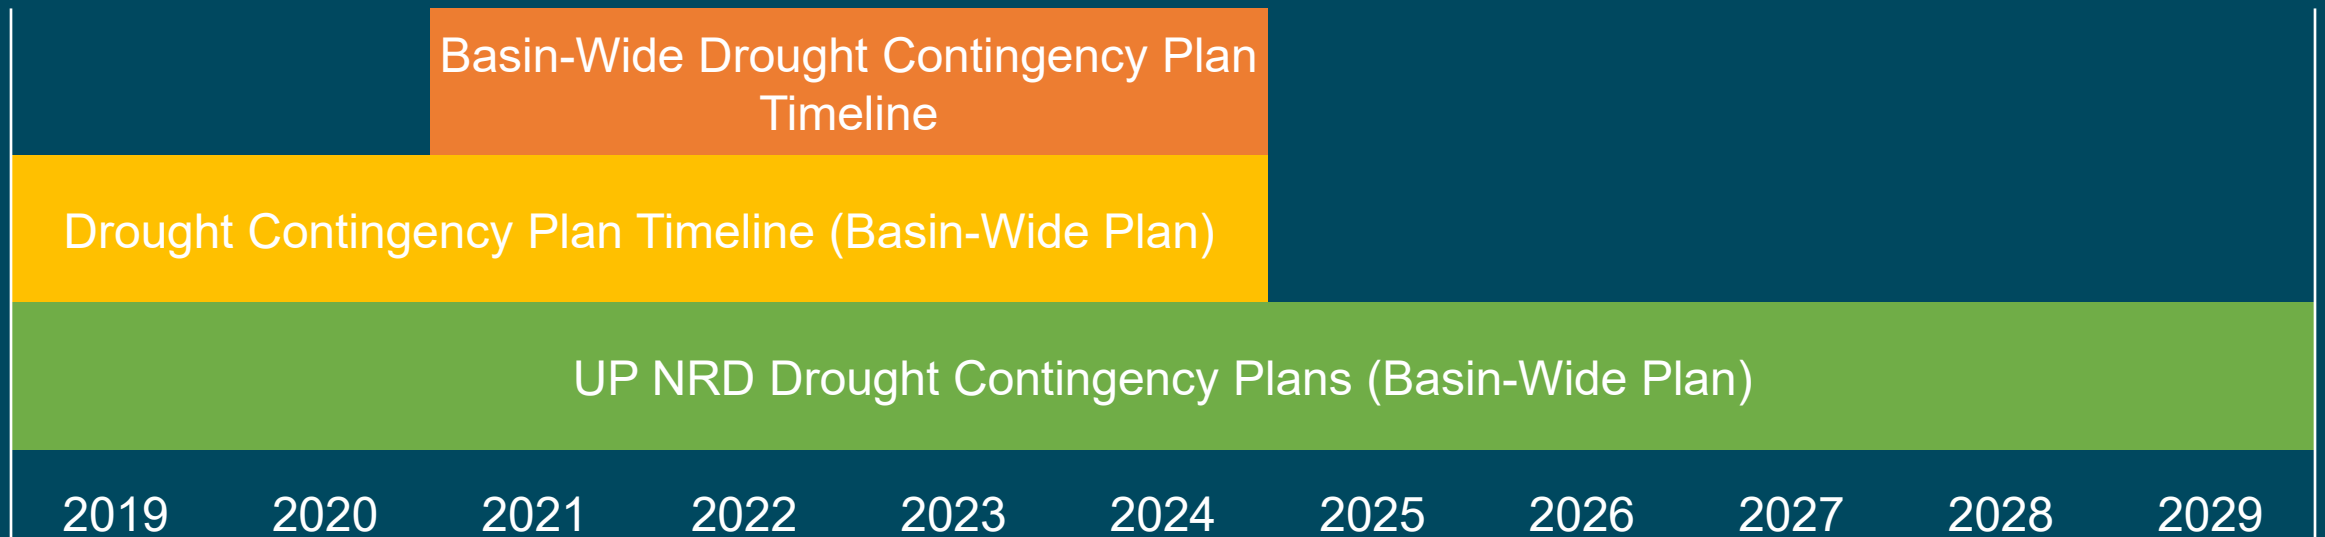 Basin-Wide Drought Contingency Plan
Timeline
Drought Contingency Plan Timeline (Basin-Wide Plan)
UP NRD Drought Contingency Plans (Basin-Wide Plan)
2019 2020 2021 2022 2023 2024 2025 2026 2027 2028 2029